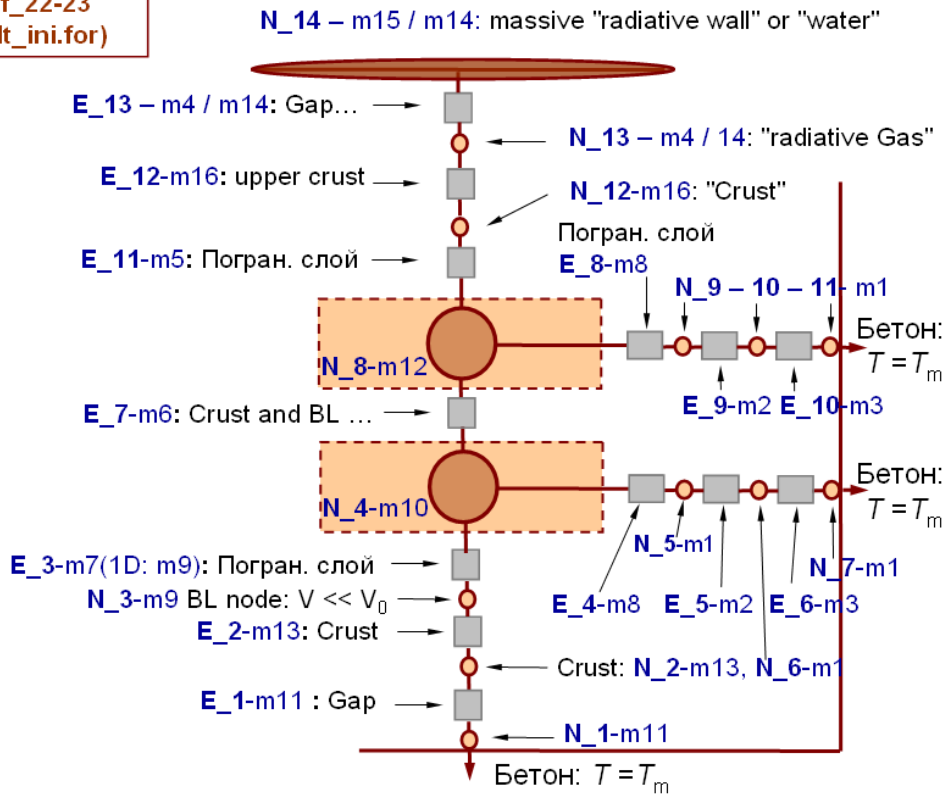 f_22-23
lt_ini.for)
N_14 – m15 / m14: massive "radiative wall" or "water"
E_13 – m4 / m14: Gap…
N_13 – m4 / 14: "radiative Gas"
E_12-m16: upper crust
N_12-m16: "Crust"
Погран. слой
E_11-m5: Погран. слой
E_8-m8
N_9 – 10 – 11- m1
Бетон:
T = Tm
N_8-m12
E_9-m2 E_10-m3
E_7-m6: Crust and BL …
Бетон:
T = Tm
N_4-m10
N_5-m1
E_3-m7(1D: m9): Погран. слой
N_7-m1
N_3-m9 BL node: V << V0
E_4-m8 E_5-m2 E_6-m3
E_2-m13: Crust
Crust: N_2-m13, N_6-m1
E_1-m11 : Gap
N_1-m11
Бетон: T = Tm